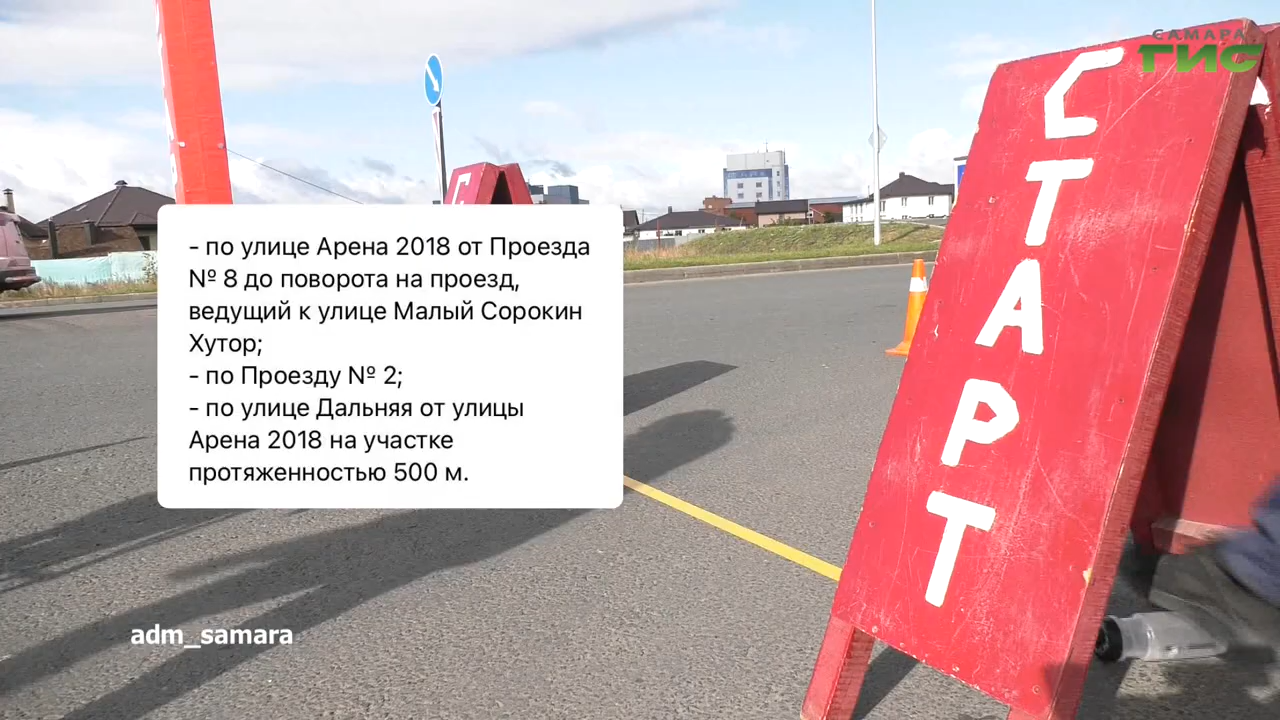 САМАРА
ГИС
СТАРТ
- по улице Арена 2018 от Проезда
№ 8 до поворота на проезд,
ведущий к улице Малый Сорокин
Хутор;
- по Проезду № 2;
- по улице Дальняя от улицы
Арена 2018 на участке
протяженностью 500 м.
adm_samara